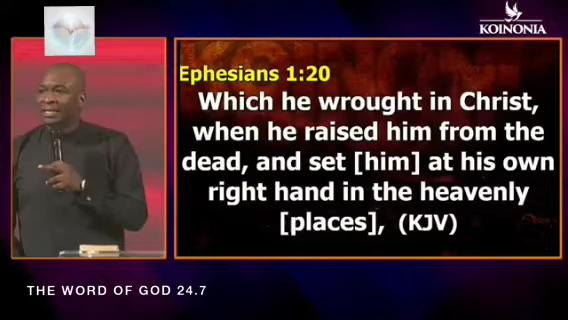 KOINONIA
Ephesians 1:20
Which he wrought in Christ,
when he raised him from the
dead, and set [him] at his own
right hand in the heavenly
[places], (KJV)
THE WORD OF GOD 24.7